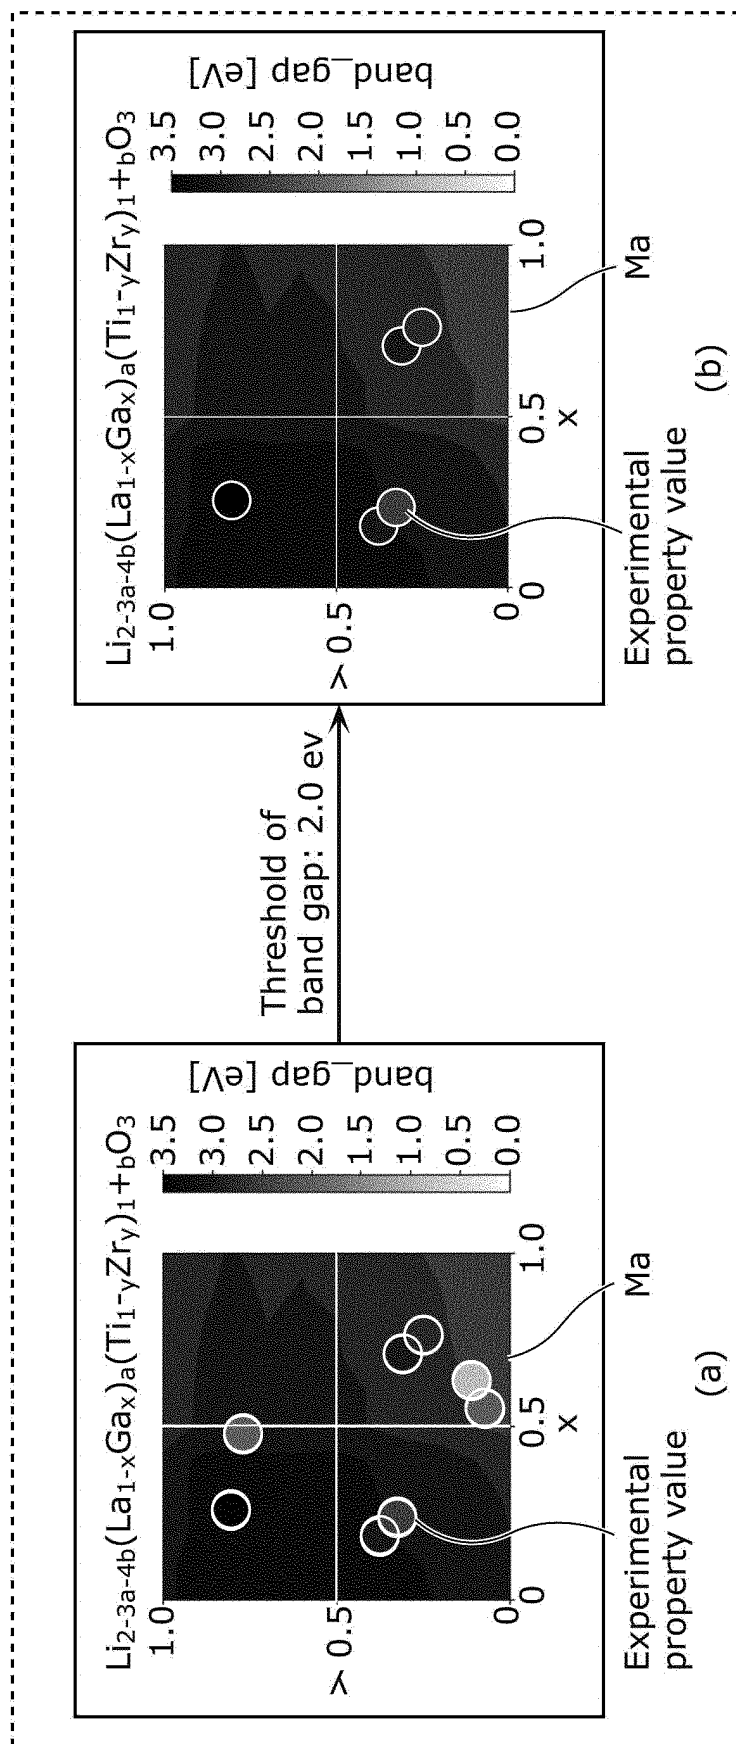 Li2-3a-4b(La1-xGax)a(Ti1-yZry)1+bO3
1.0
Y 0.5
0
0
0.5
1.0
x
3.5
3.0
2.5
2.0
1.5
1.0
0.5
0.0
band_gap [eV]
Experimental
property value
Ma
(a)
Threshold of
band gap: 2.0 ev
Li2-3a-4b(La1-xGax)a(Ti1-yZry)1+bO3
1.0
Y 0.5
0
0
0.5
1.0
x
3.5
3.0
2.5
2.0
1.5
1.0
0.5
0.0
band_gap [eV]
Experimental
property value
Ma
(b)